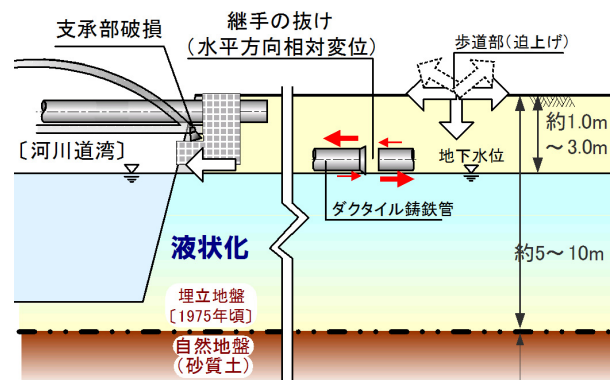 支承部破損
継手の抜け
（水平方向相対変位）
歩道部（迫上げ）
〔河川道湾〕
地下水位
約1.0m
～3.0m
ダクタイル鋳鉄管
液状化
約5～10m
埋立地盤
〔1975年頃〕
自然地盤
（砂質土）